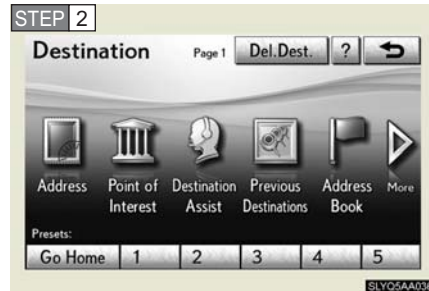 STEP 2
Destination Page 1 Del.Dest. ?
Address Point of Interest Destination Assist Previous Destinations Address Book More
Presets:
Go Home 1 2 3 4 5
SLYQ5AA036